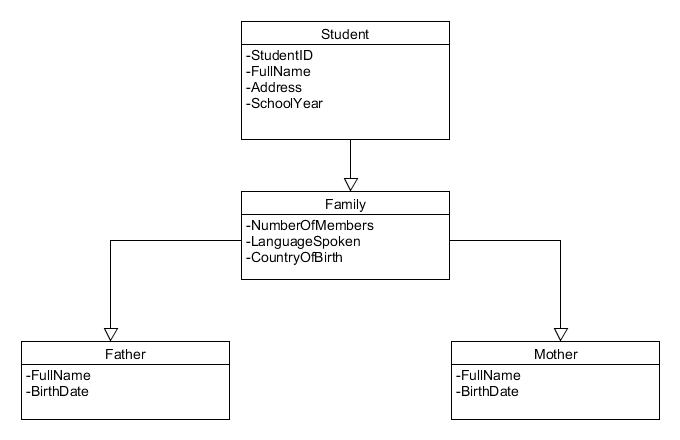 Student
-StudentID
-FullName
-Address
-SchoolYear
Family
-NumberOfMembers
-LanguageSpoken
-CountryOfBirth
Father
-FullName
-BirthDate
Mother
-FullName
-BirthDate